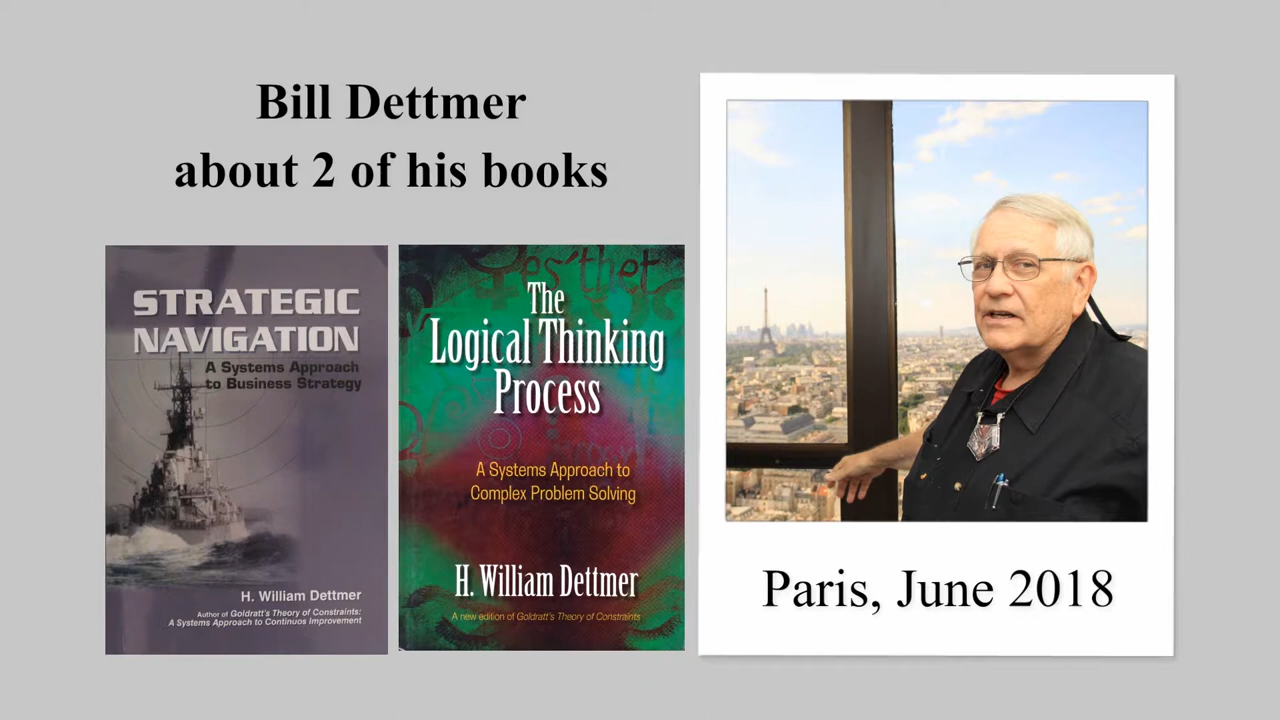 Bill Dettmer
about 2 of his books
STRATEGIC
NAVIGATION
A Systems Approach
to Business Strategy
H. William Dettmer
Author of Goldratt's Theory of Constraints:
A Systems Approach to Continuos Improvement
es'thet
The
Logical Thinking
Process
A Systems Approach to
Complex Problem Solving
H. William Dettmer
A new edition of Goldratt's Theory of Constraints
Paris, June 2018